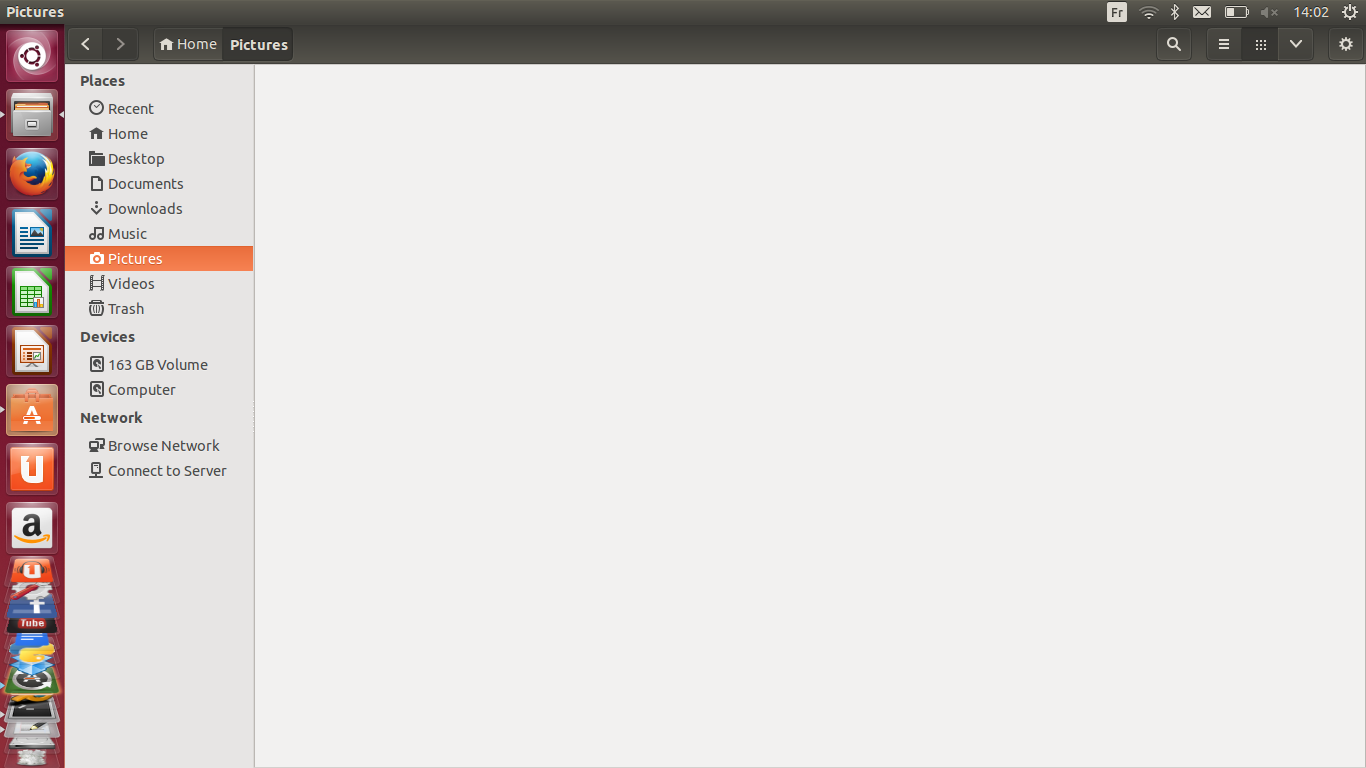 Pictures
Fr
14:02
Home
Pictures
Places
Recent
Home
Desktop
Documents
Downloads
Music
Pictures
Videos
Trash
Devices
163 GB Volume
Computer
Network
Browse Network
Connect to Server
A
U
a
U
f
Tube